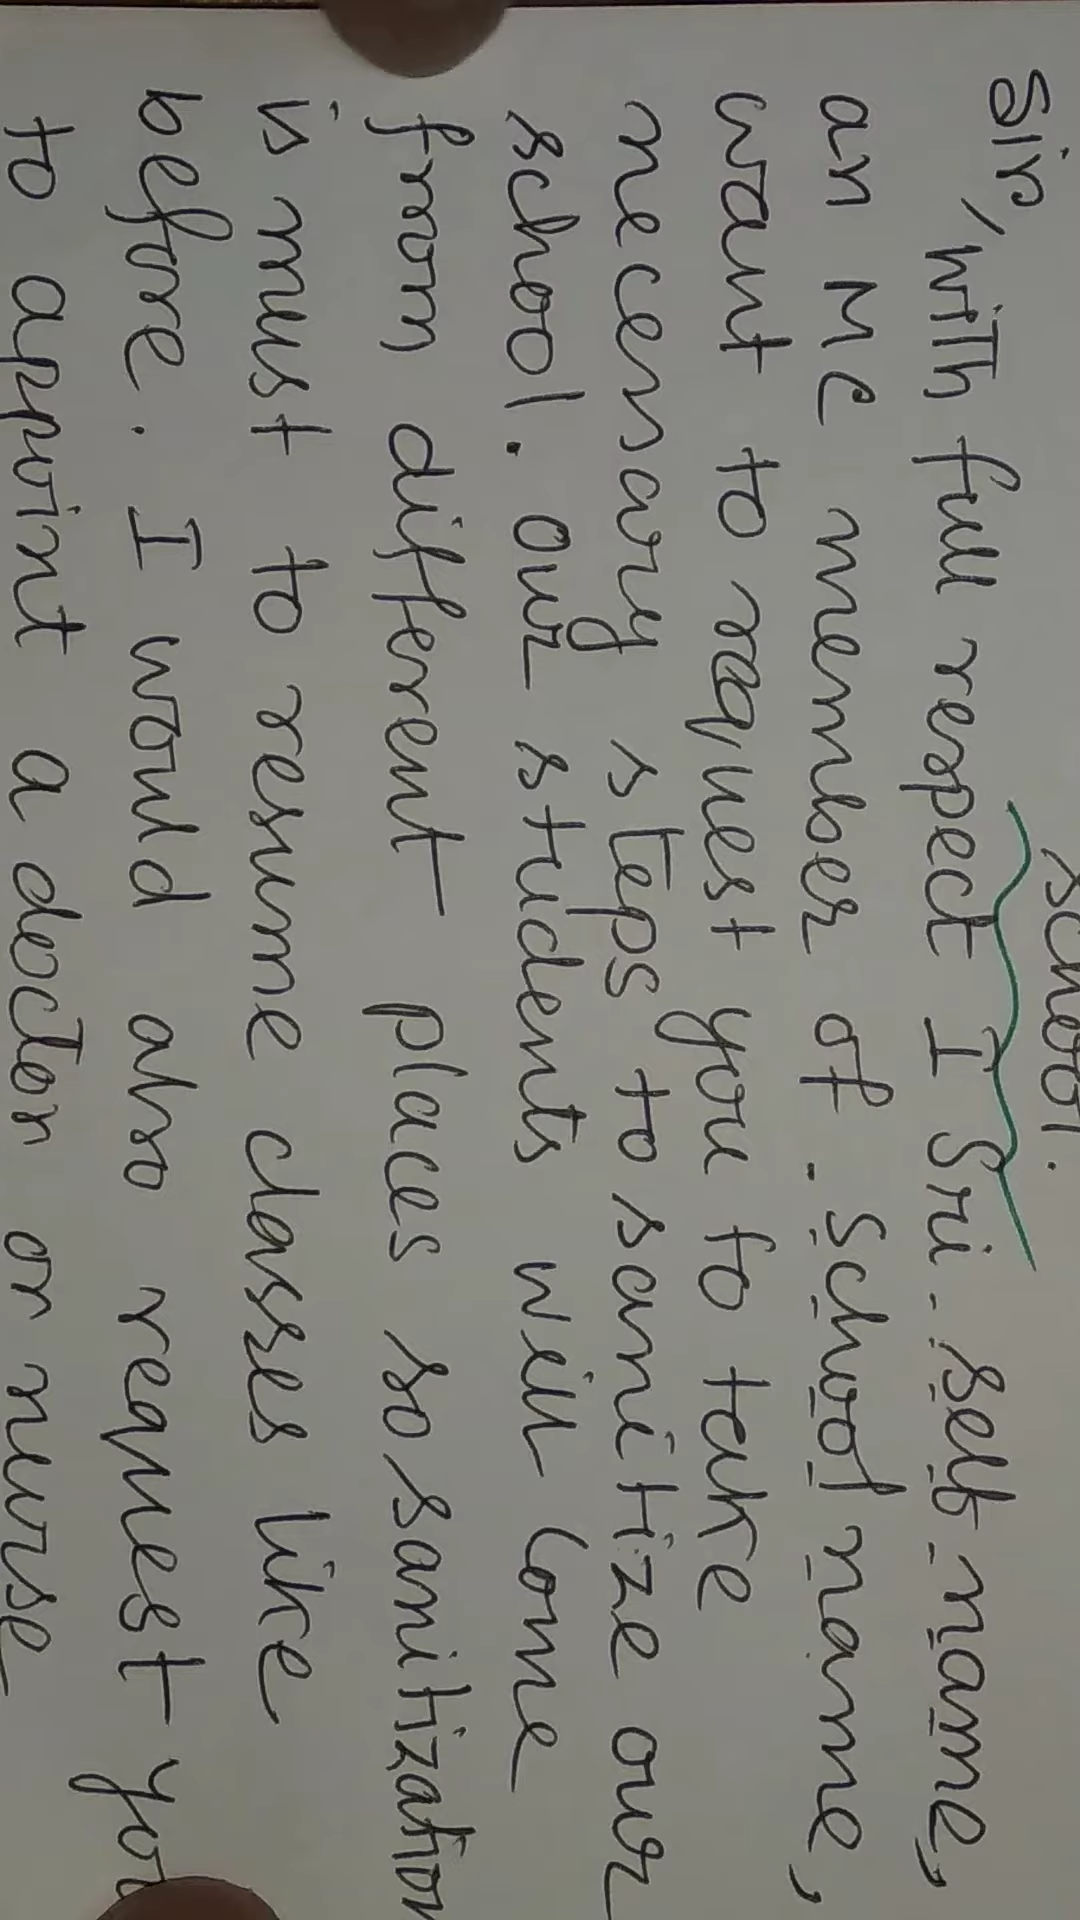 school.
Sir, with full respect I Sri. self name,
an MC member of . School name,
want to request you to take
necessary steps to sanitize our
school. Our students will come
from different places so sanitization
is must to resume classes like
before. I would also request you
to appoint a doctor or nurse